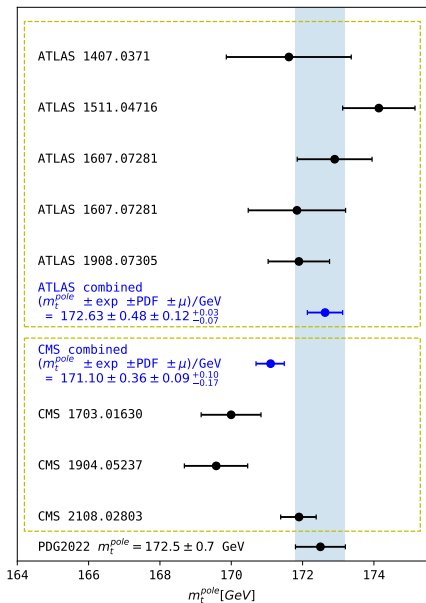 ATLAS 1407.0371
ATLAS 1511.04716
ATLAS 1607.07281
ATLAS 1607.07281
ATLAS 1908.07305
ATLAS combined
(m_t^{pole} ± exp ±PDF ±μ)/GeV
= 172.63 ± 0.48 ± 0.12 ^{+0.03}_{-0.07}
CMS combined
(m_t^{pole} ± exp ±PDF ±μ)/GeV
= 171.10 ± 0.36 ± 0.09 ^{+0.10}_{-0.17}
CMS 1703.01630
CMS 1904.05237
CMS 2108.02803
PDG2022 m_t^{pole} = 172.5 ± 0.7 GeV
164 166 168 170 172 174
m_t^{pole}[GeV]